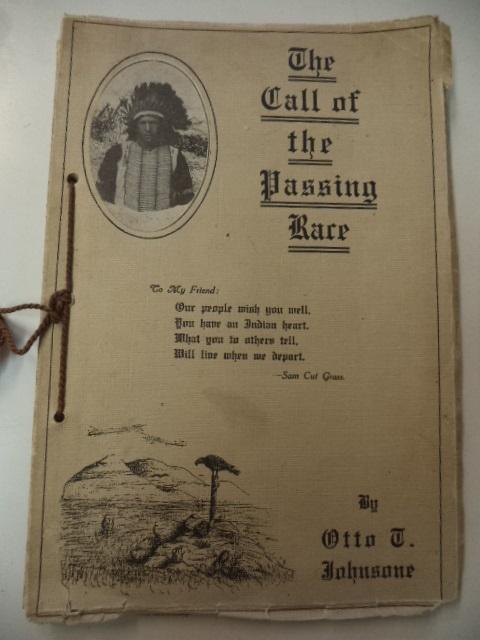 The
Call of
the
Passing
Race
To My Friend:
Our people wish you well,
You have an Indian heart.
What you to others tell,
Will live when we depart.
—Sam Cut Grass.
By
Otto T.
Johnsone